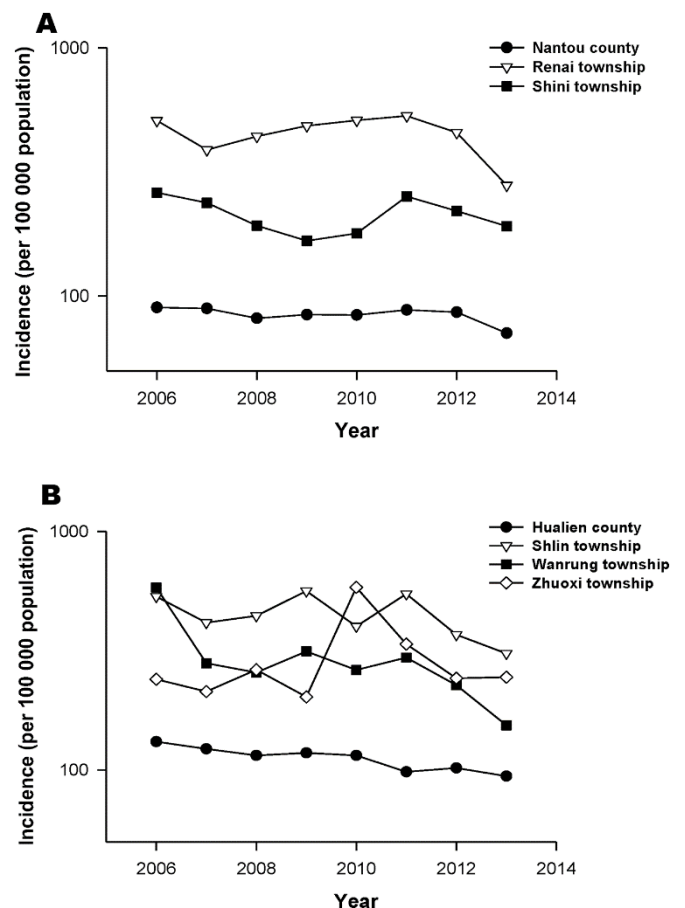 A
Incidence (per 100 000 population)
1000
100
Nantou county
Renai township
Shini township
2006
2008
2010
2012
2014
Year
B
Incidence (per 100 000 population)
1000
100
Hualien county
Shlin township
Wanrung township
Zhuoxi township
2006
2008
2010
2012
2014
Year